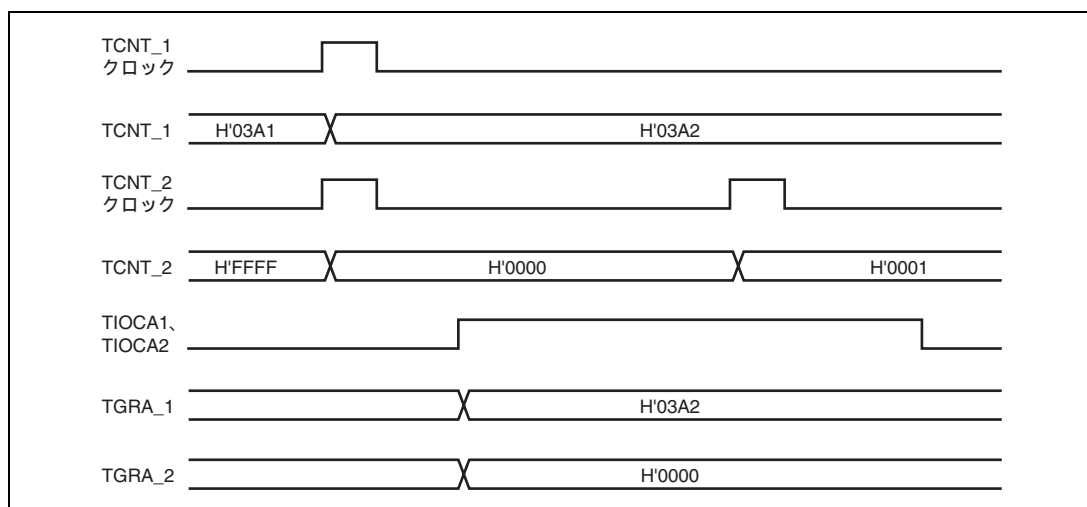 TCNT_1
クロック
TCNT_1 H'03A1 H'03A2
TCNT_2
クロック
TCNT_2 H'FFFF H'0000 H'0001
TIOCA1、
TIOCA2
TGRA_1 H'03A2
TGRA_2 H'0000